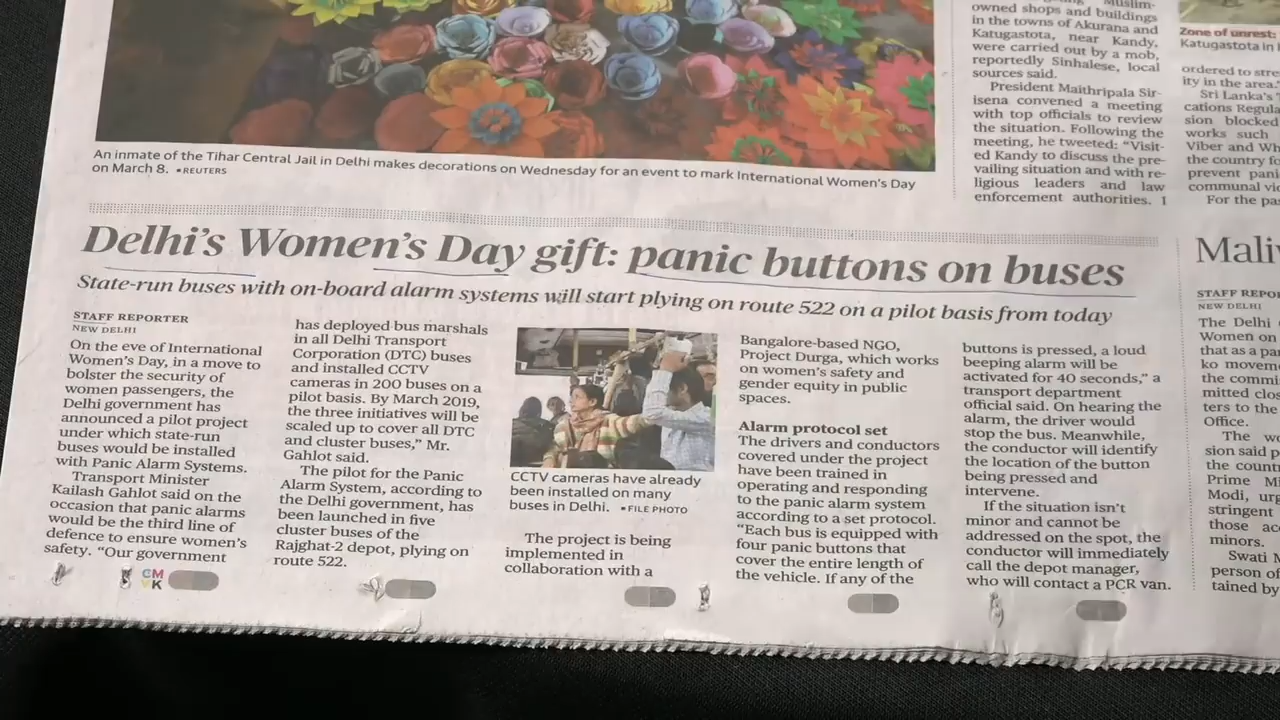 An inmate of the Tihar Central Jail in Delhi makes decorations on Wednesday for an event to mark International Women's Day
on March 8. •REUTERS
owned shops and buildings
in the towns of Akurana and
Katugastota, near Kandy,
were carried out by a mob,
reportedly Sinhalese, local
sources said.
President Maithripala Sir-
isena convened a meeting
with top officials to review
the situation. Following the
meeting, he tweeted: “Visit-
ed Kandy to discuss the pre-
vailing situation and with re-
ligious leaders and law
enforcement authorities. I
Zone of unrest:
Katugastota in
ordered to stre
ity in the area.”
Sri Lanka's
cations Regula
sion blocked
works such
Viber and Wh
the country fo
prevent pani
communal vi
For the pas
Delhi's Women's Day gift: panic buttons on buses
State-run buses with on-board alarm systems will start plying on route 522 on a pilot basis from today
STAFF REPORTER
NEW DELHI
On the eve of International
Women's Day, in a move to
bolster the security of
women passengers, the
Delhi government has
announced a pilot project
under which state-run
buses would be installed
with Panic Alarm Systems.
Transport Minister
Kailash Gahlot said on the
occasion that panic alarms
would be the third line of
defence to ensure women's
safety. “Our government
has deployed bus marshals
in all Delhi Transport
Corporation (DTC) buses
and installed CCTV
cameras in 200 buses on a
pilot basis. By March 2019,
the three initiatives will be
scaled up to cover all DTC
and cluster buses,” Mr.
Gahlot said.
The pilot for the Panic
Alarm System, according to
the Delhi government, has
been launched in five
cluster buses of the
Rajghat-2 depot, plying on
route 522.
CCTV cameras have already
been installed on many
buses in Delhi. •FILE PHOTO
The project is being
implemented in
collaboration with a
Bangalore-based NGO,
Project Durga, which works
on women's safety and
gender equity in public
spaces.
Alarm protocol set
The drivers and conductors
covered under the project
have been trained in
operating and responding
to the panic alarm system
according to a set protocol.
“Each bus is equipped with
four panic buttons that
cover the entire length of
the vehicle. If any of the
buttons is pressed, a loud
beeping alarm will be
activated for 40 seconds,” a
transport department
official said. On hearing the
alarm, the driver would
stop the bus. Meanwhile,
the conductor will identify
the location of the button
being pressed and
intervene.
If the situation isn't
minor and cannot be
addressed on the spot, the
conductor will immediately
call the depot manager,
who will contact a PCR van.
Maliw
STAFF REPO
NEW DELHI
The Delhi
Women on
that as a pa
ko movem
the commi
mitted clos
ters to the
Office.
The wo
sion said p
the count
Prime Mi
Modi, urg
stringent
those ac
minors.
Swati M
person of
tained by
CM
YK